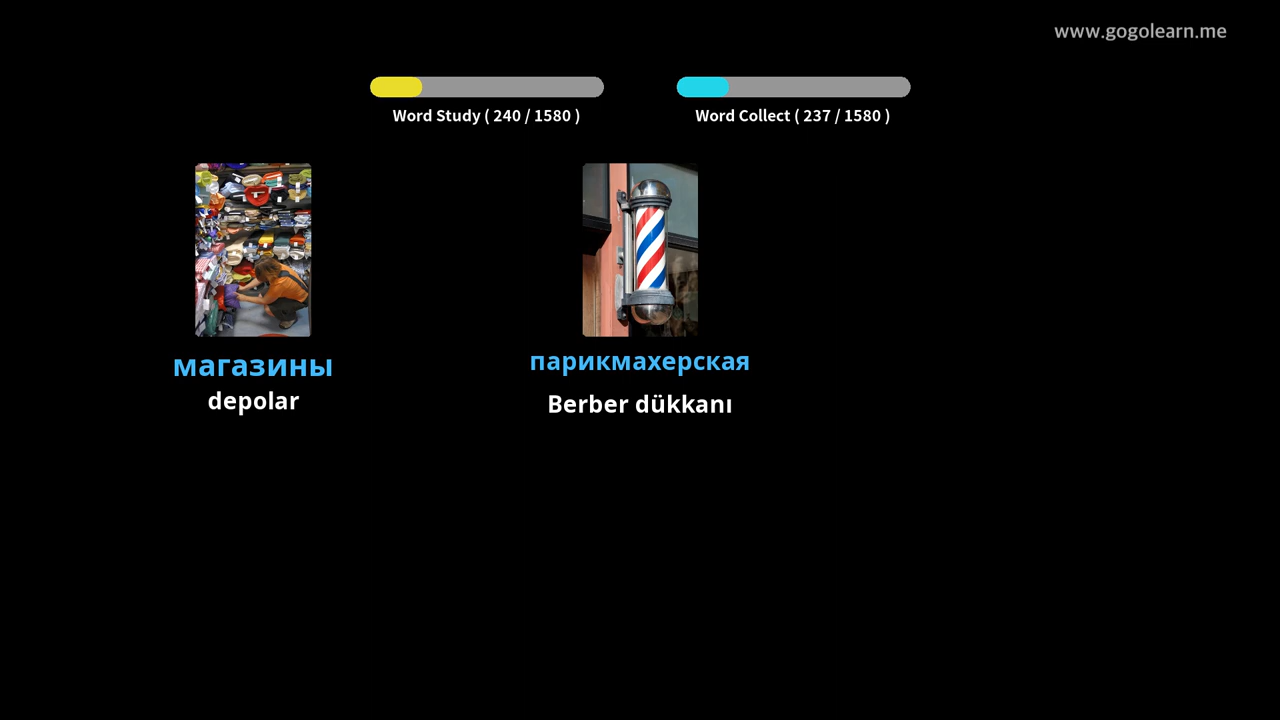 www.gogolearn.me
Word Study ( 240 / 1580 )
Word Collect ( 237 / 1580 )
магазины
depolar
парикмахерская
Berber dükkanı